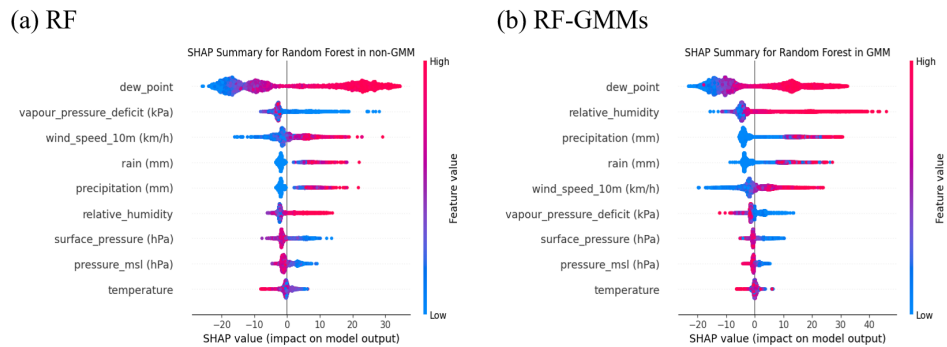 (a) RF
SHAP Summary for Random Forest in non-GMM
dew_point
vapour_pressure_deficit (kPa)
wind_speed_10m (km/h)
rain (mm)
precipitation (mm)
relative_humidity
surface_pressure (hPa)
pressure_msl (hPa)
temperature
−20 −10 0 10 20 30
SHAP value (impact on model output)
High
Feature value
Low
(b) RF-GMMs
SHAP Summary for Random Forest in GMM
dew_point
relative_humidity
precipitation (mm)
rain (mm)
wind_speed_10m (km/h)
vapour_pressure_deficit (kPa)
surface_pressure (hPa)
pressure_msl (hPa)
temperature
−20 −10 0 10 20 30 40
SHAP value (impact on model output)
High
Feature value
Low